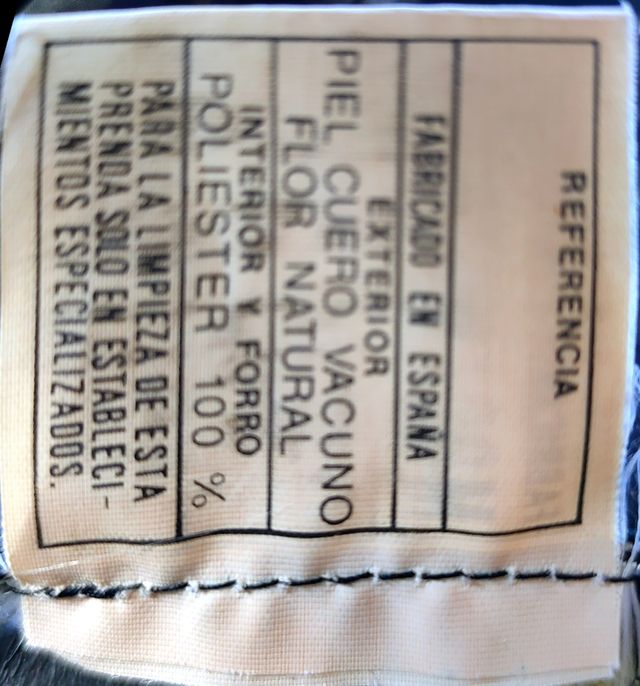 REFERENCIA
FABRICADO EN ESPAÑA
EXTERIOR
PIEL CUERO VACUNO
FLOR NATURAL
INTERIOR Y FORRO
POLIESTER 100 %
PARA LA LIMPIEZA DE ESTA
PRENDA SOLO EN ESTABLECI-
MIENTOS ESPECIALIZADOS.